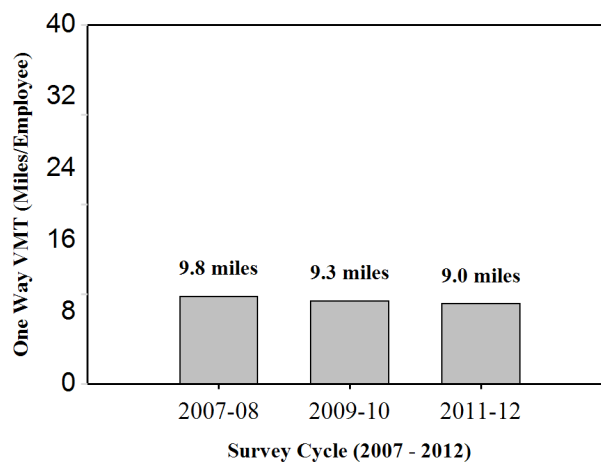 One Way VMT (Miles/Employee)
40
32
24
16
8
0
9.8 miles
9.3 miles
9.0 miles
2007-08
2009-10
2011-12
Survey Cycle (2007 - 2012)